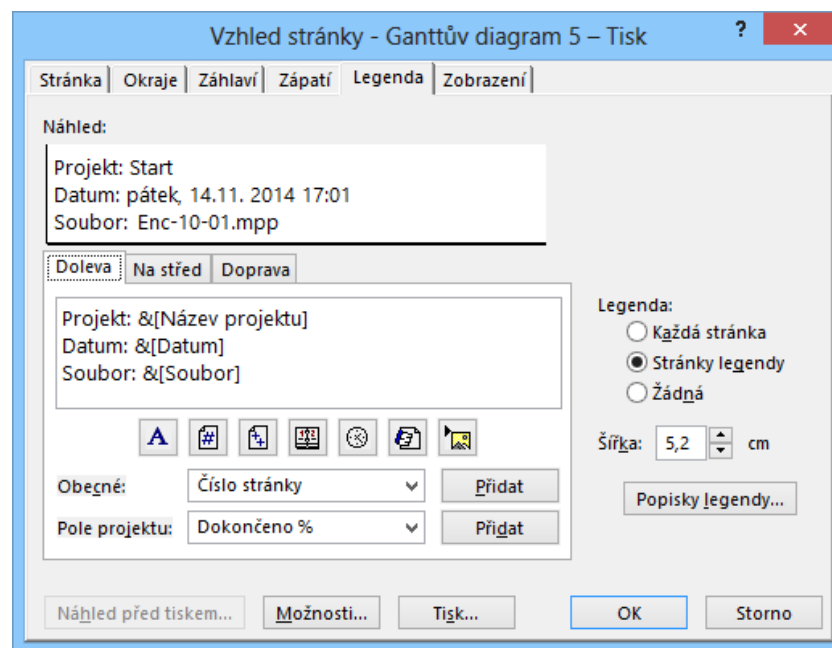 Vzhled stránky - Ganttův diagram 5 – Tisk ? ×
Stránka Okraje Záhlaví Zápatí Legenda Zobrazení
Náhled:
Projekt: Start
Datum: pátek, 14.11. 2014 17:01
Soubor: Enc-10-01.mpp
Doleva Na střed Doprava
Projekt: &[Název projektu]
Datum: &[Datum]
Soubor: &[Soubor]
Legenda:
Každá stránka
Stránky legendy
Žádná
Šířka: 5,2 cm
Popisky legendy...
A
Obecné: Číslo stránky Přidat
Pole projektu: Dokončeno % Přidat
Náhled před tiskem... Možnosti... Tisk... OK Storno